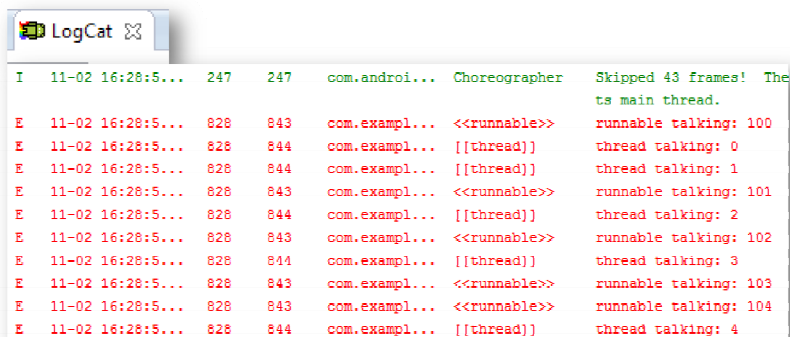 LogCat
I 11-02 16:28:5... 247 247 com.androi... Choreographer Skipped 43 frames! The
ts main thread.
E 11-02 16:28:5... 828 843 com.exampl... <<runnable>> runnable talking: 100
E 11-02 16:28:5... 828 844 com.exampl... [[thread]] thread talking: 0
E 11-02 16:28:5... 828 844 com.exampl... [[thread]] thread talking: 1
E 11-02 16:28:5... 828 843 com.exampl... <<runnable>> runnable talking: 101
E 11-02 16:28:5... 828 844 com.exampl... [[thread]] thread talking: 2
E 11-02 16:28:5... 828 843 com.exampl... <<runnable>> runnable talking: 102
E 11-02 16:28:5... 828 844 com.exampl... [[thread]] thread talking: 3
E 11-02 16:28:5... 828 843 com.exampl... <<runnable>> runnable talking: 103
E 11-02 16:28:5... 828 843 com.exampl... <<runnable>> runnable talking: 104
E 11-02 16:28:5... 828 844 com.exampl... [[thread]] thread talking: 4